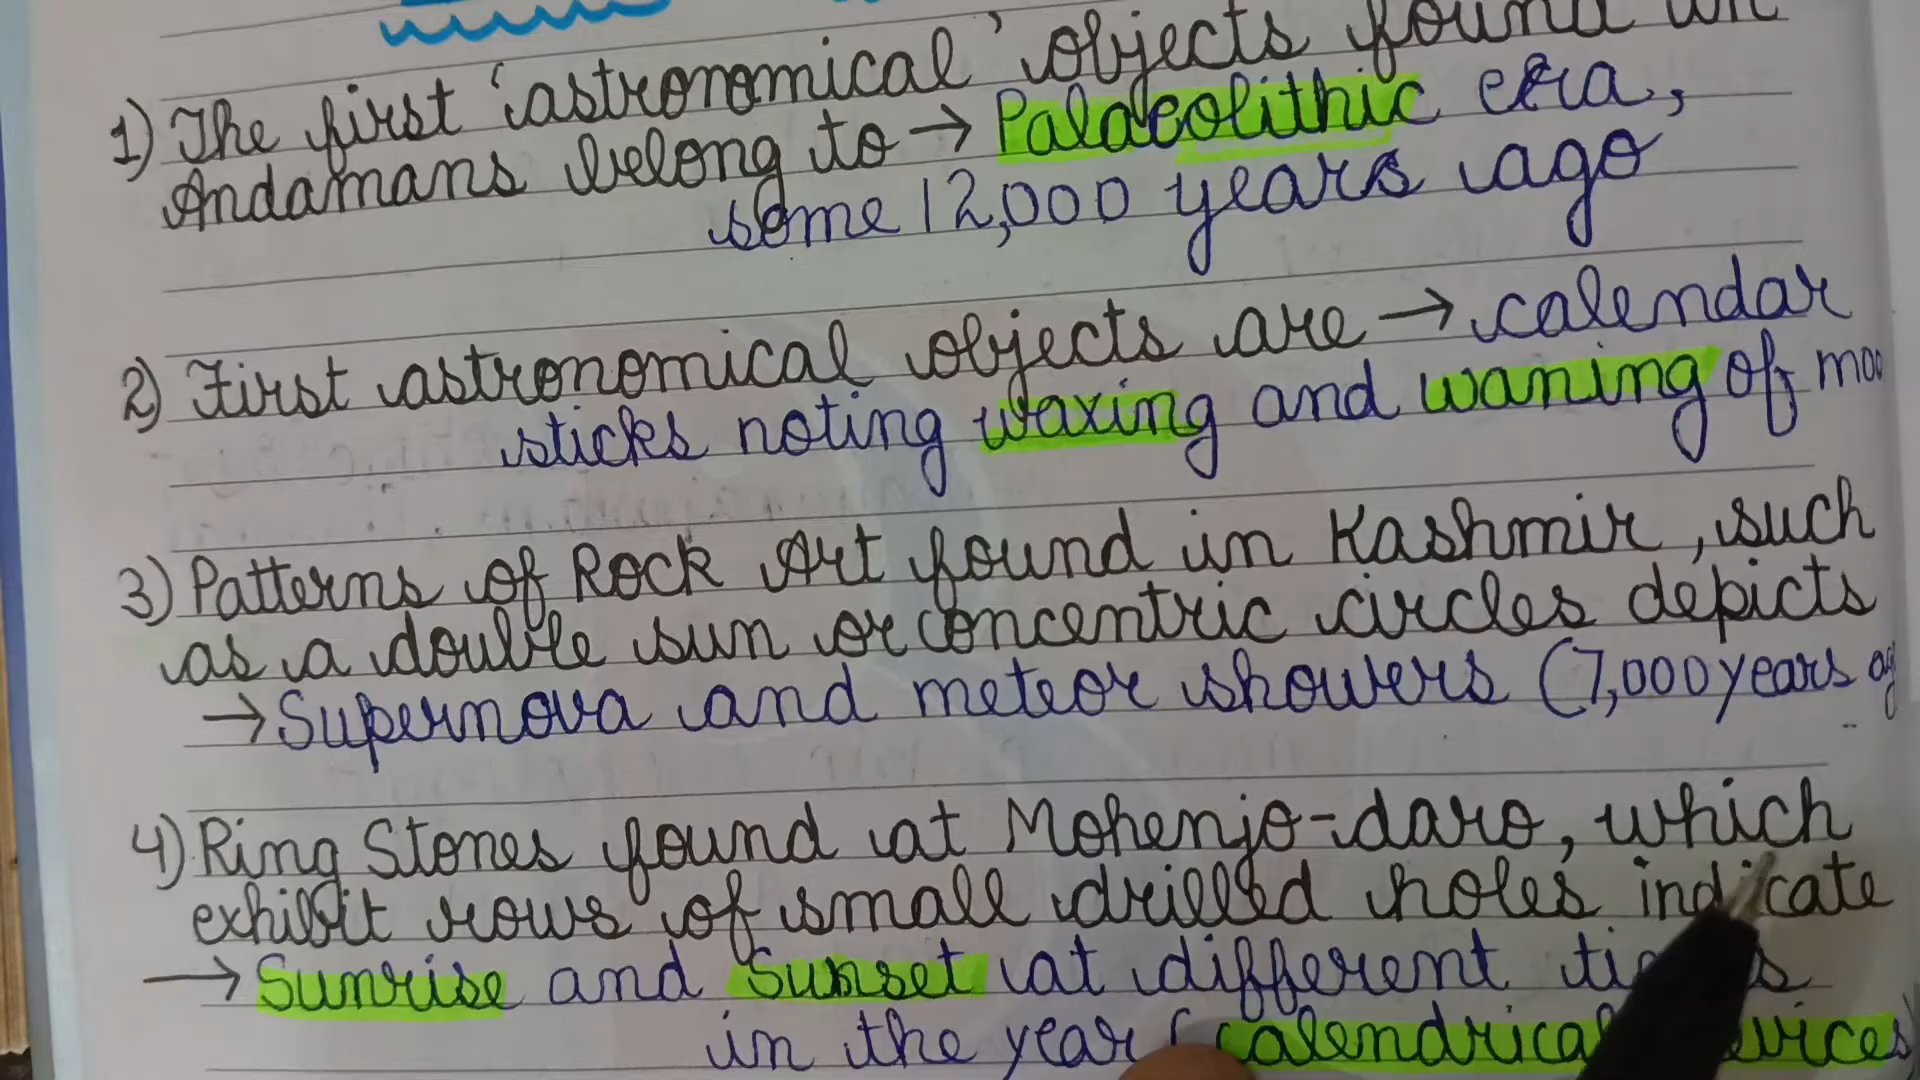 1) The first 'astronomical' objects found in
Andamans belong to → Palaeolithic era,
some 12,000 years ago
2) First astronomical objects are → calendar
sticks noting waxing and waning of moo
3) Patterns of Rock Art found in Kashmir, such
as a double sun or concentric circles depicts
→ Supernova and meteor showers (7,000 years ag
4) Ring Stones found at Mohenjo-daro, which
exhibit rows of small drilled holes indicate
→ Sunrise and Sunset at different
in the year (calendrical